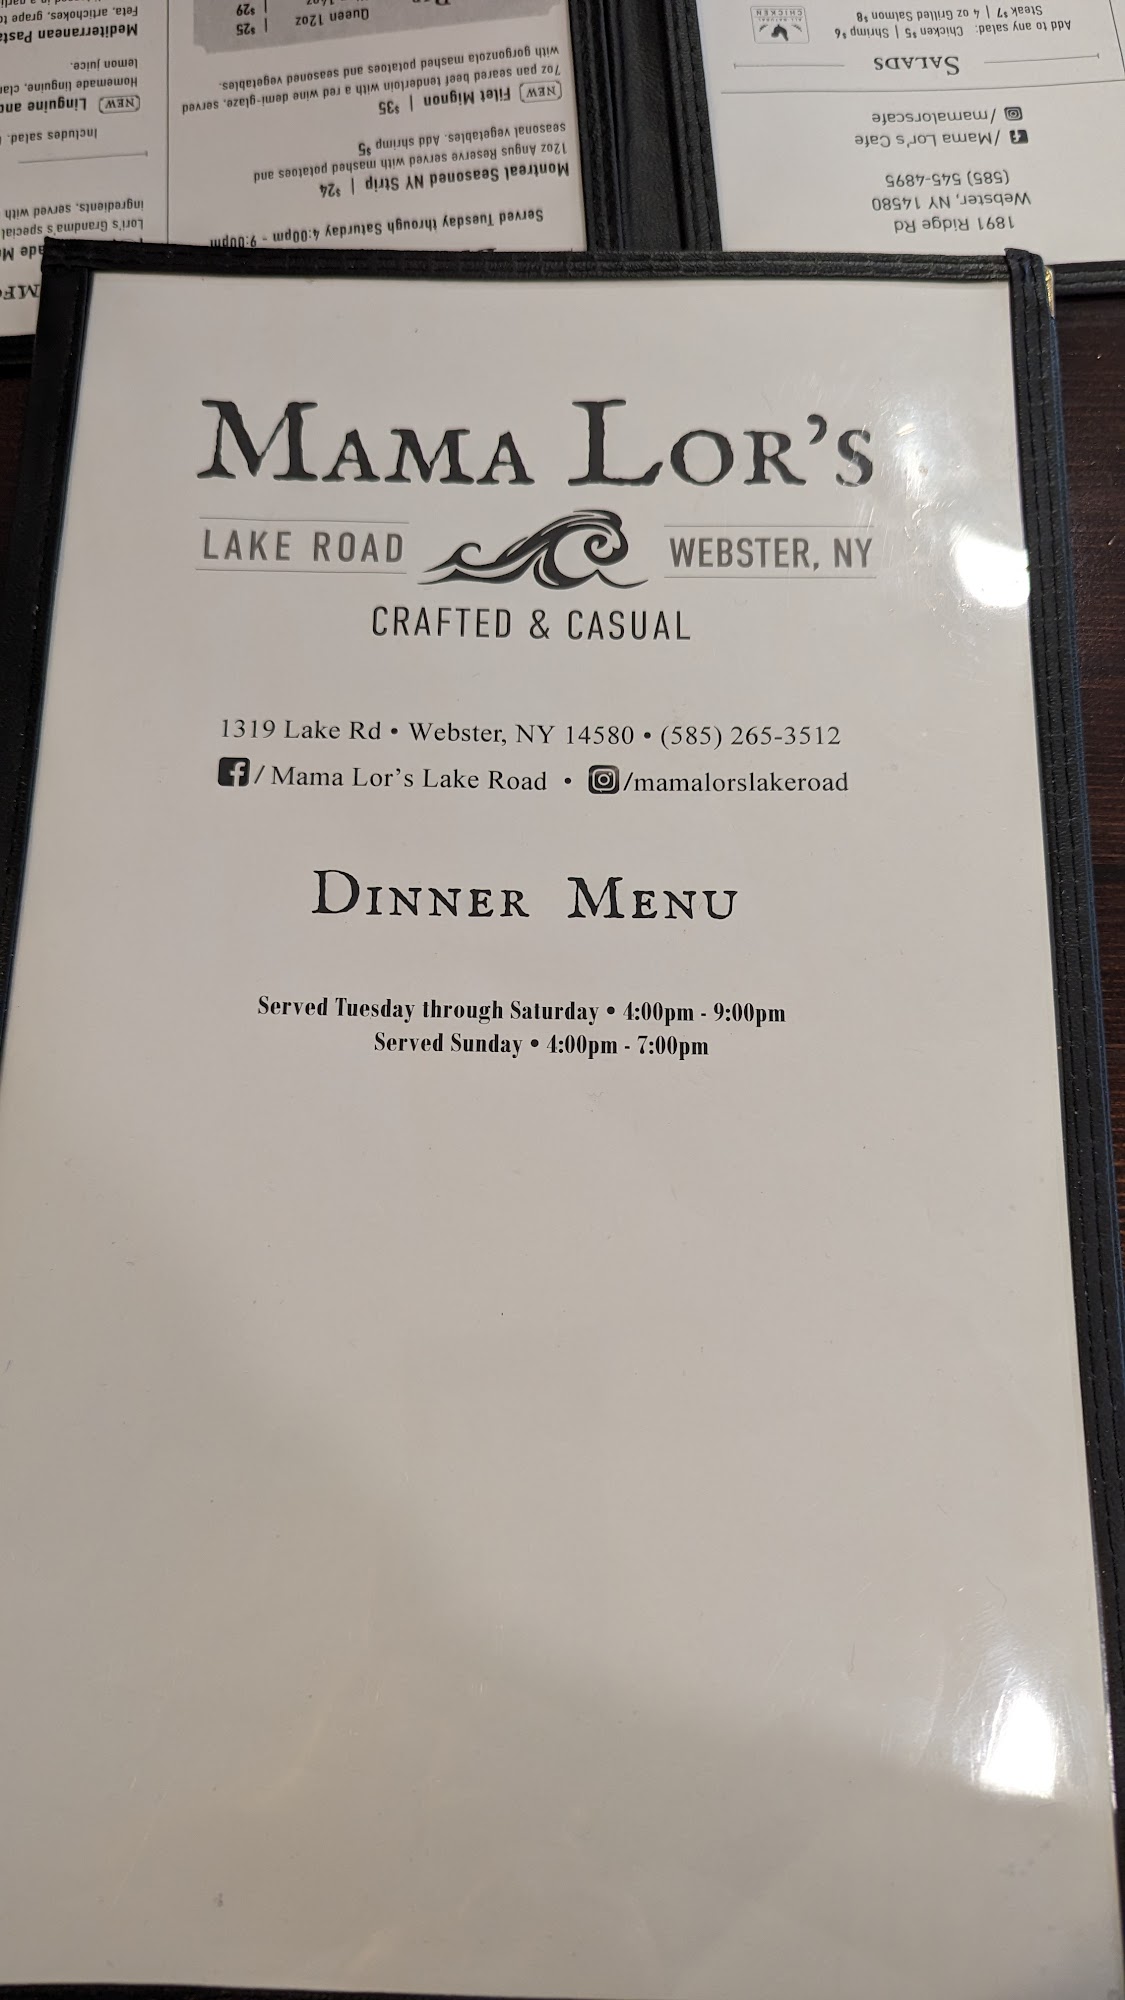 MAMA LOR'S
LAKE ROAD
WEBSTER, NY
CRAFTED & CASUAL
1319 Lake Rd • Webster, NY 14580 • (585) 265-3512
/ Mama Lor's Lake Road • /mamalorslakeroad
DINNER MENU
Served Tuesday through Saturday • 4:00pm - 9:00pm
Served Sunday • 4:00pm - 7:00pm
1891 Ridge Rd
Webster, NY 14580
(585) 545-4895
/Mama Lor's Cafe
/mamalorscafe
SALADS
Add to any salad: Chicken $5 | Shrimp $6
Steak $7 | 4 oz Grilled Salmon $8
CHICKEN
Served Tuesday through Saturday 4:00pm - 9:00pm
Montreal Seasoned NY Strip | $24
12oz Angus Reserve served with mashed potatoes and
seasonal vegetables. Add shrimp $5
NEW Filet Mignon | $35
7oz pan seared beef tenderloin with a red wine demi-glaze, served
with gorgonzola mashed potatoes and seasoned vegetables.
Queen 12oz | $25
| $29
Lori's Grandma's special
ingredients, served with
Includes salad.
NEW Linguine and
Homemade linguine,
lemon juice.
Mediterranean
Feta, artichokes, grape